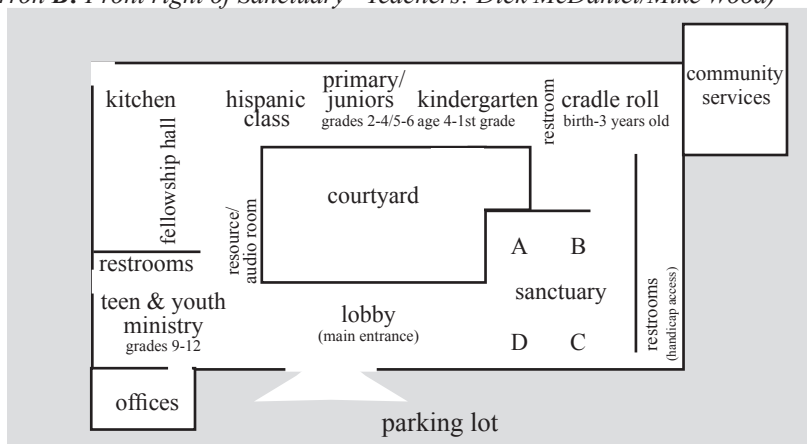 B. Front right of Sanctuary - Teachers: Dick McDaniel/Mike Wood)
community
services
kitchen
hispanic
class
primary/
juniors
grades 2-4/5-6
kindergarten
age 4-1st grade
restroom
cradle roll
birth-3 years old
fellowship hall
courtyard
resource/
audio room
restrooms
A B
sanctuary
D C
restrooms
(handicap access)
teen & youth
ministry
grades 9-12
lobby
(main entrance)
offices
parking lot